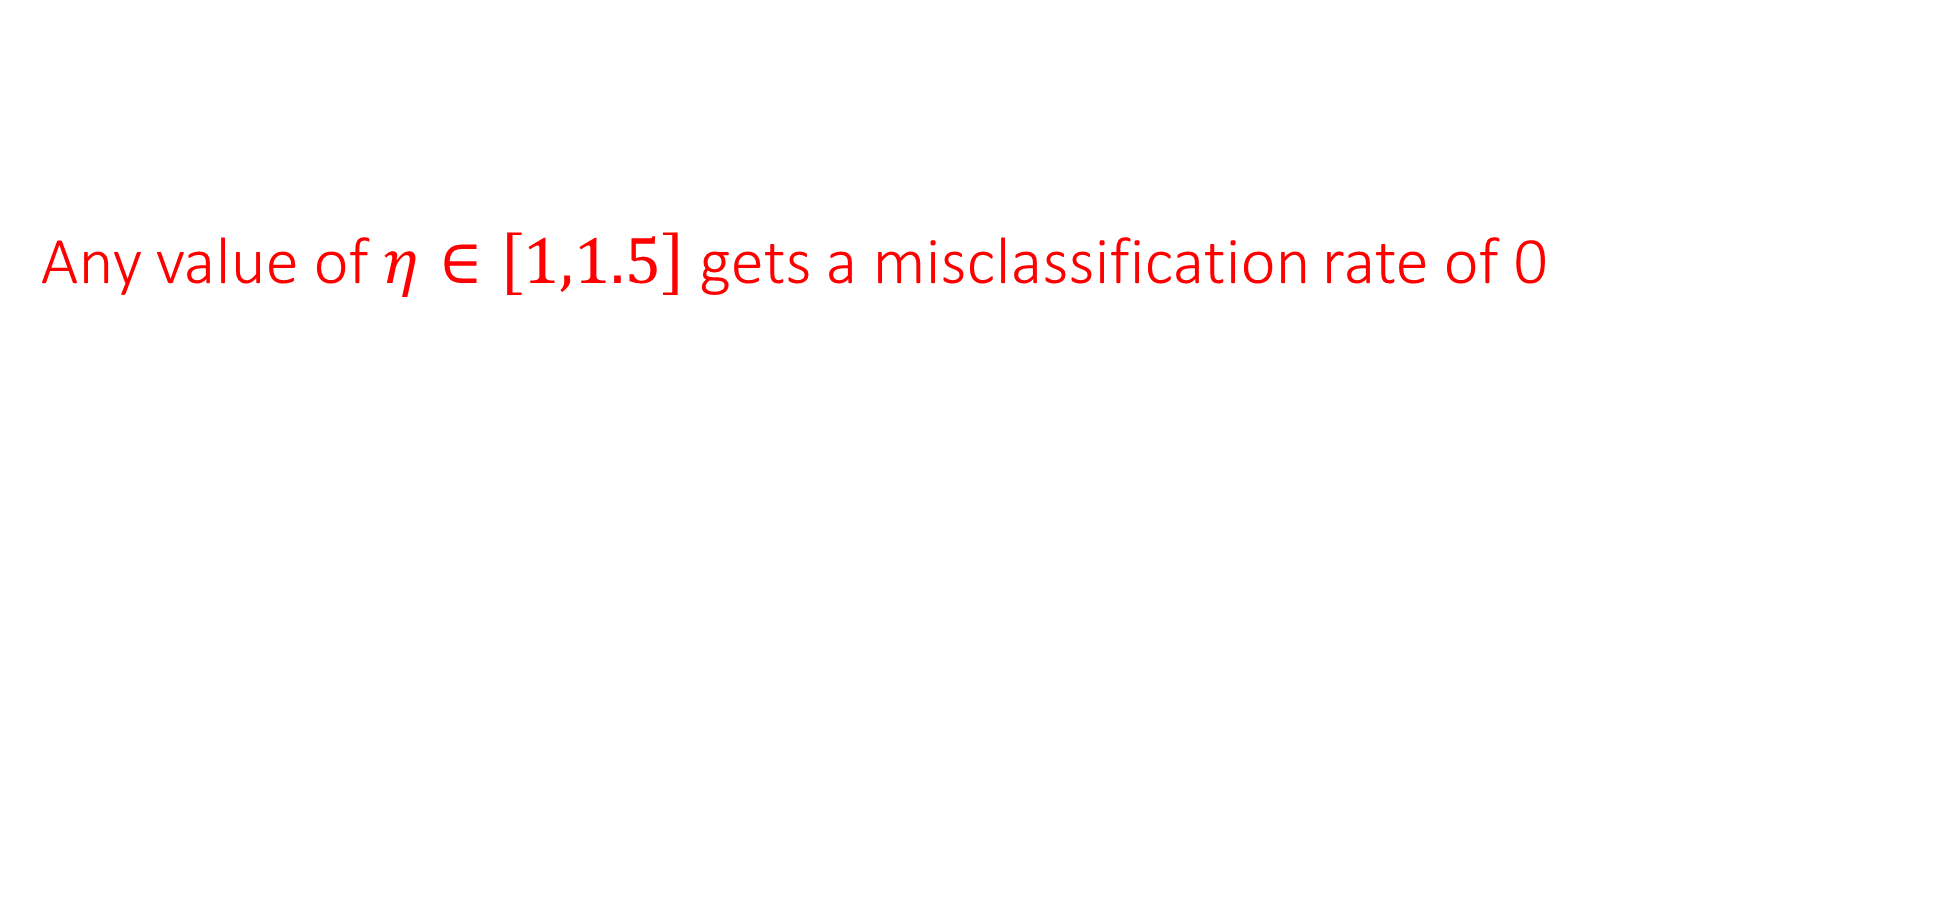 Any value of η ∈ [1,1.5] gets a misclassification rate of 0